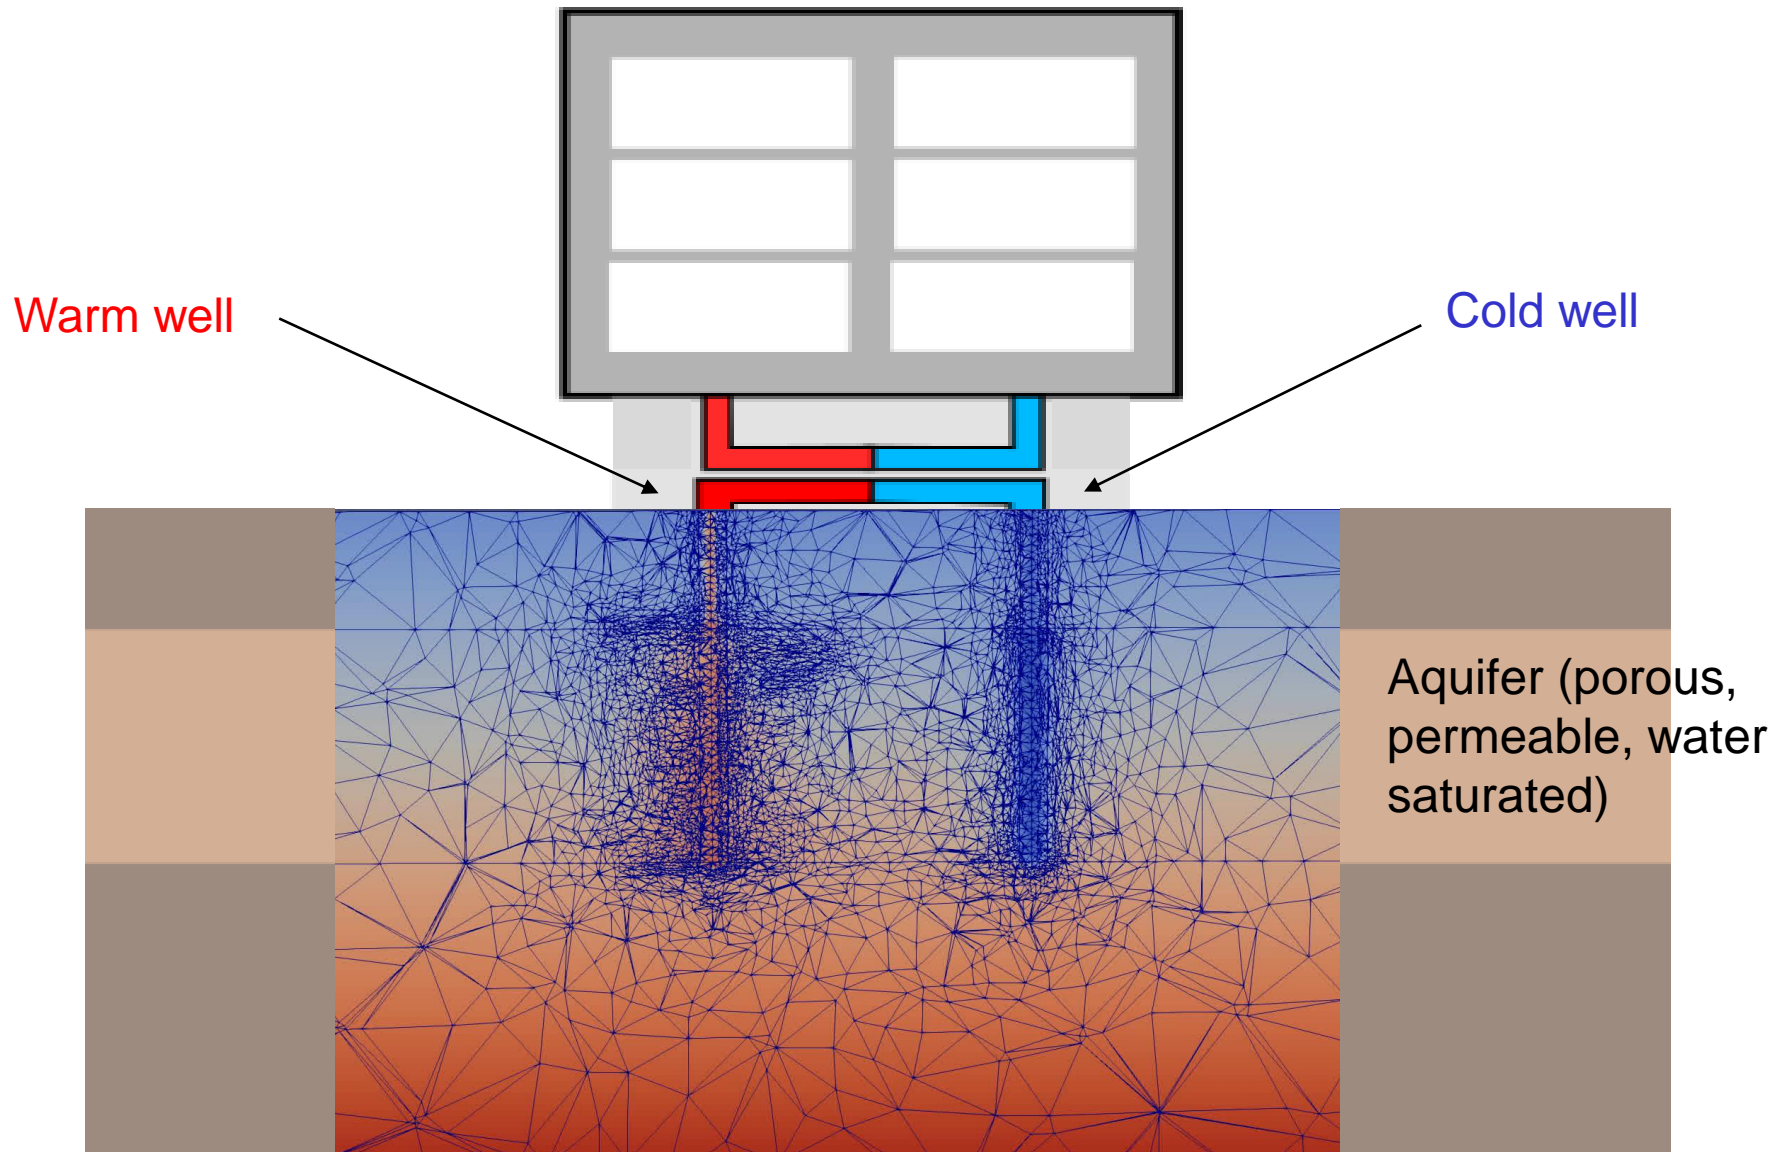 Warm well
Cold well
Aquifer (porous,
permeable, water
saturated)